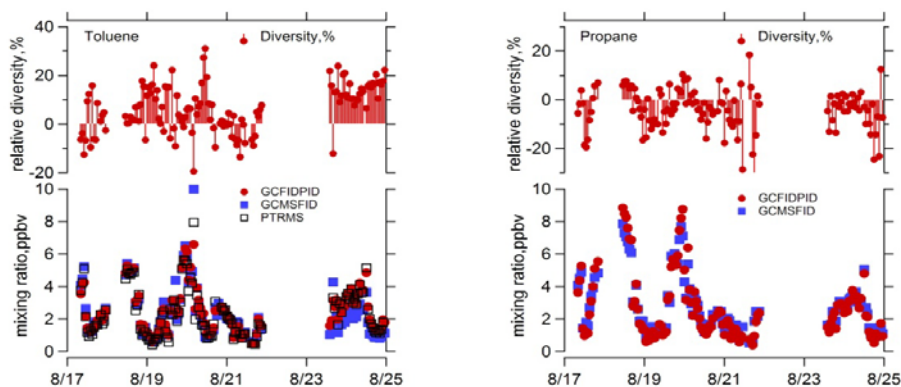 40
20
0
-20
relative diversity,%
Toluene
Diversity,%
10
8
6
4
2
0
mixing ratio,ppbv
GCFIDPID
GCMSFID
PTRMS
8/17
8/19
8/21
8/23
8/25
20
0
-20
relative diversity,%
Propane
Diversity,%
10
8
6
4
2
0
mixing ratio,ppbv
GCFIDPID
GCMSFID
8/17
8/19
8/21
8/23
8/25